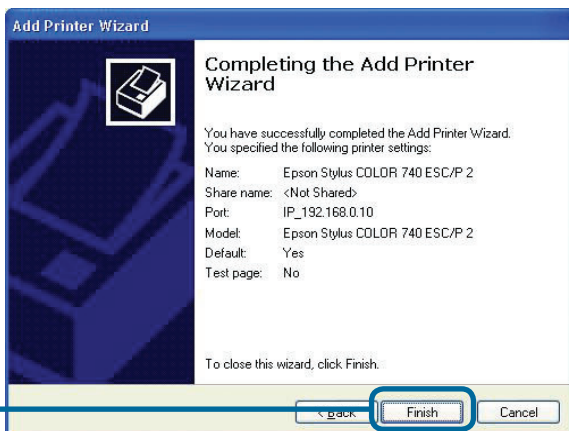 Add Printer Wizard
Completing the Add Printer
Wizard
You have successfully completed the Add Printer Wizard.
You specified the following printer settings:
Name: Epson Stylus COLOR 740 ESC/P 2
Share name: <Not Shared>
Port: IP_192.168.0.10
Model: Epson Stylus COLOR 740 ESC/P 2
Default: Yes
Test page: No
To close this wizard, click Finish.
< Back Finish Cancel